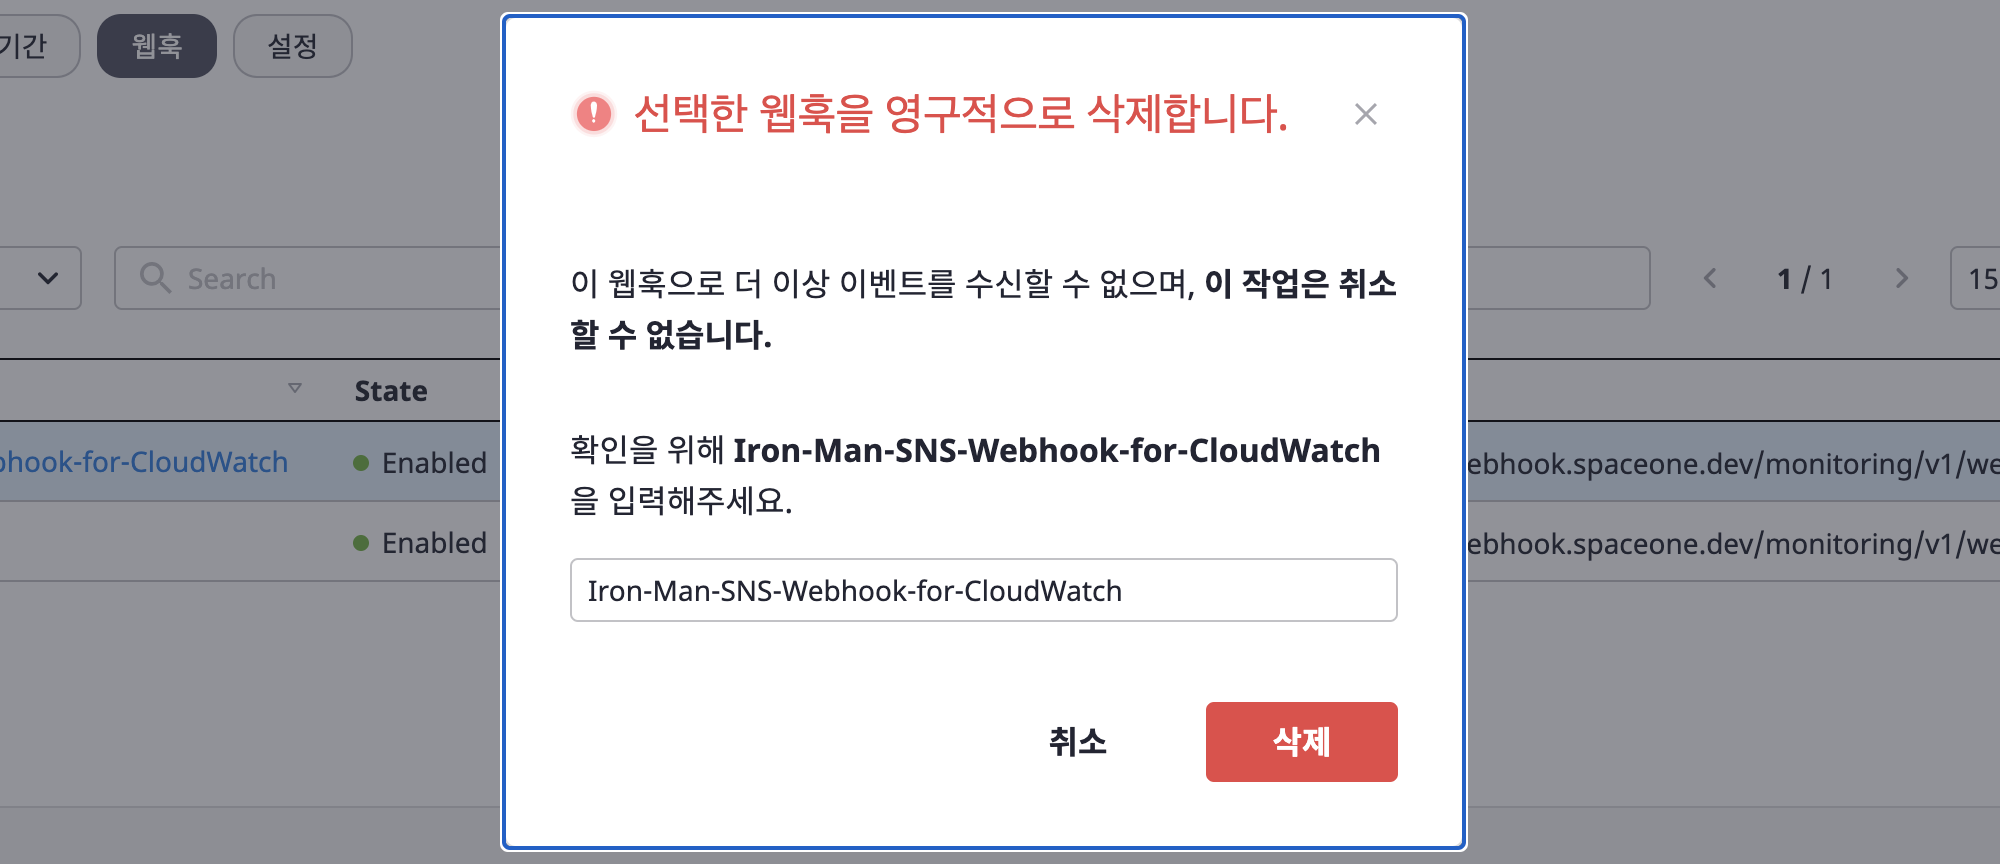 기간
웹훅
설정
선택한 웹훅을 영구적으로 삭제합니다.
이 웹훅으로 더 이상 이벤트를 수신할 수 없으며, 이 작업은 취소
할 수 없습니다.
확인을 위해 Iron-Man-SNS-Webhook-for-CloudWatch
을 입력해주세요.
Iron-Man-SNS-Webhook-for-CloudWatch
취소
삭제
Search
1 / 1
15
State
hook-for-CloudWatch
Enabled
ebhook.spaceone.dev/monitoring/v1/we
Enabled
ebhook.spaceone.dev/monitoring/v1/we